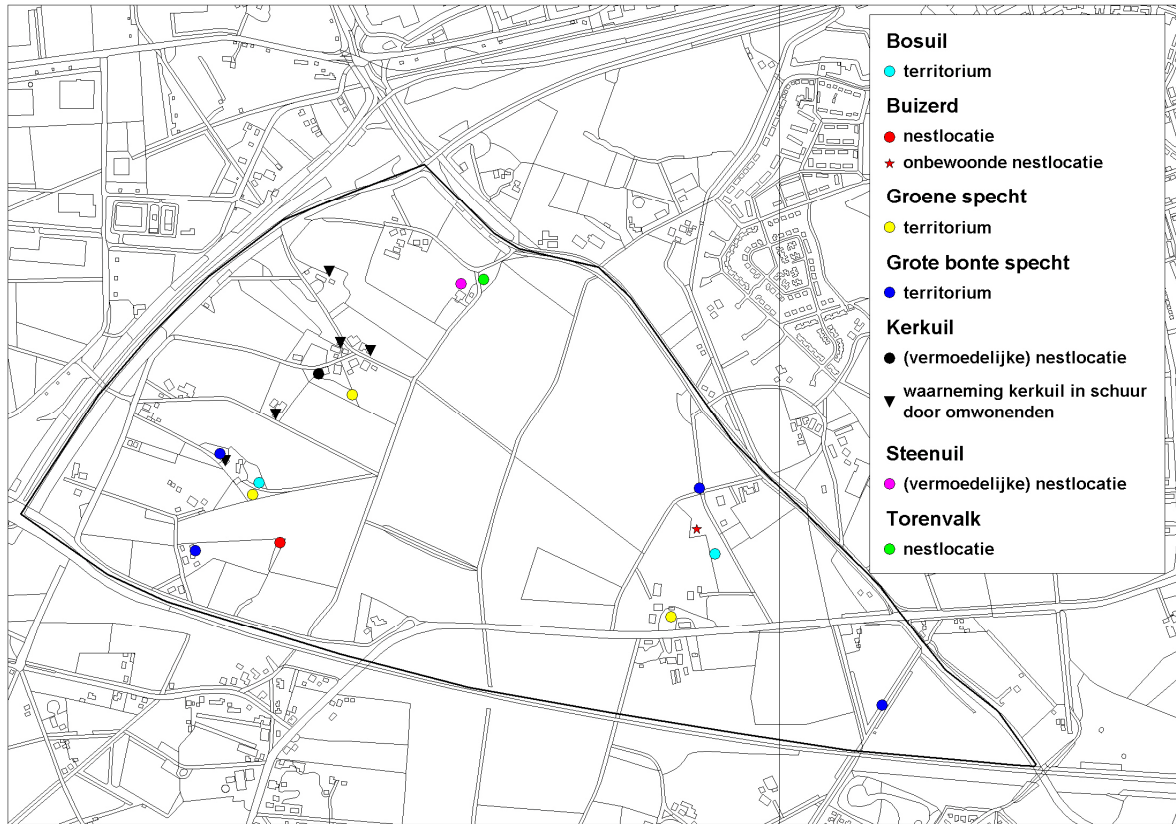 Bosuil
territorium
Buizerd
nestlocatie
onbewoonde nestlocatie
Groene specht
territorium
Grote bonte specht
territorium
Kerkuil
(vermoedelijke) nestlocatie
waarneming kerkuil in schuur
door omwonenden
Steenuil
(vermoedelijke) nestlocatie
Torenvalk
nestlocatie